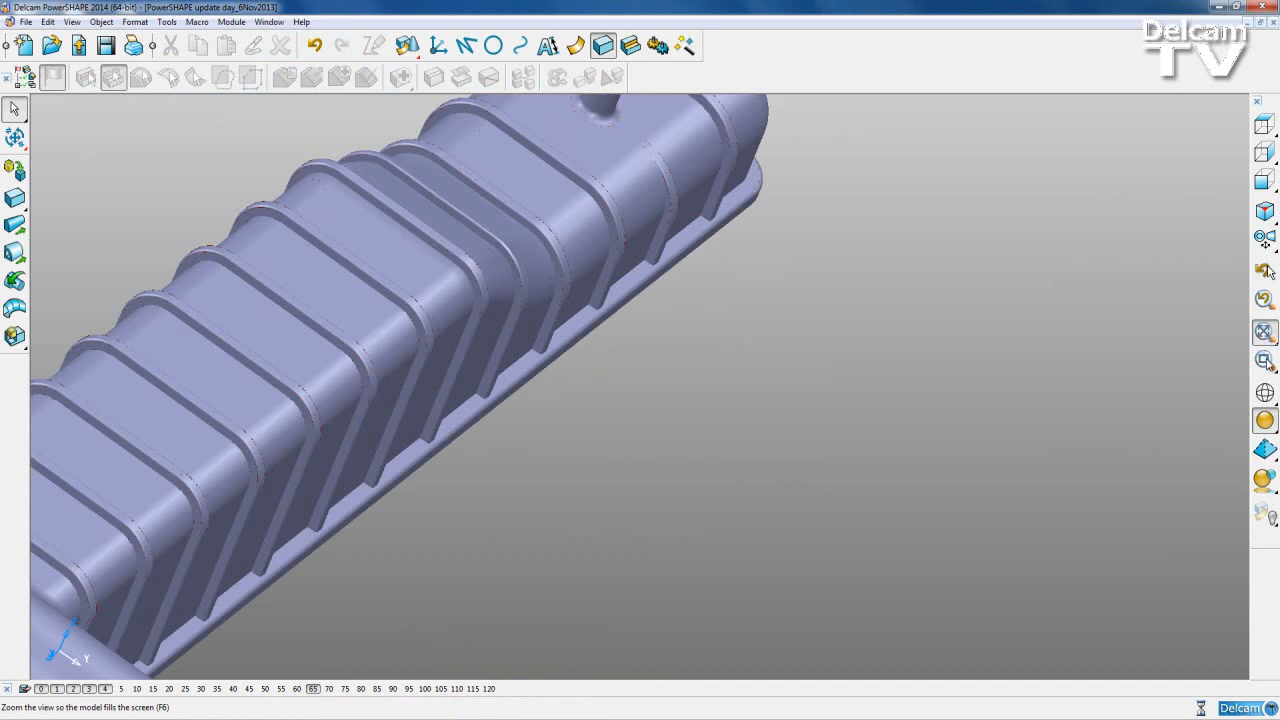 Delcam PowerSHAPE 2014 (64-bit) - [PowerSHAPE update day_6Nov2013]
File Edit View Object Format Tools Macro Module Window Help
Delcam
TV
Y
0 1 2 3 4 5 10 15 20 25 30 35 40 45 50 55 60 65 70 75 80 85 90 95 100 105 110 115 120
Zoom the view so the model fills the screen (F6)
Delcam